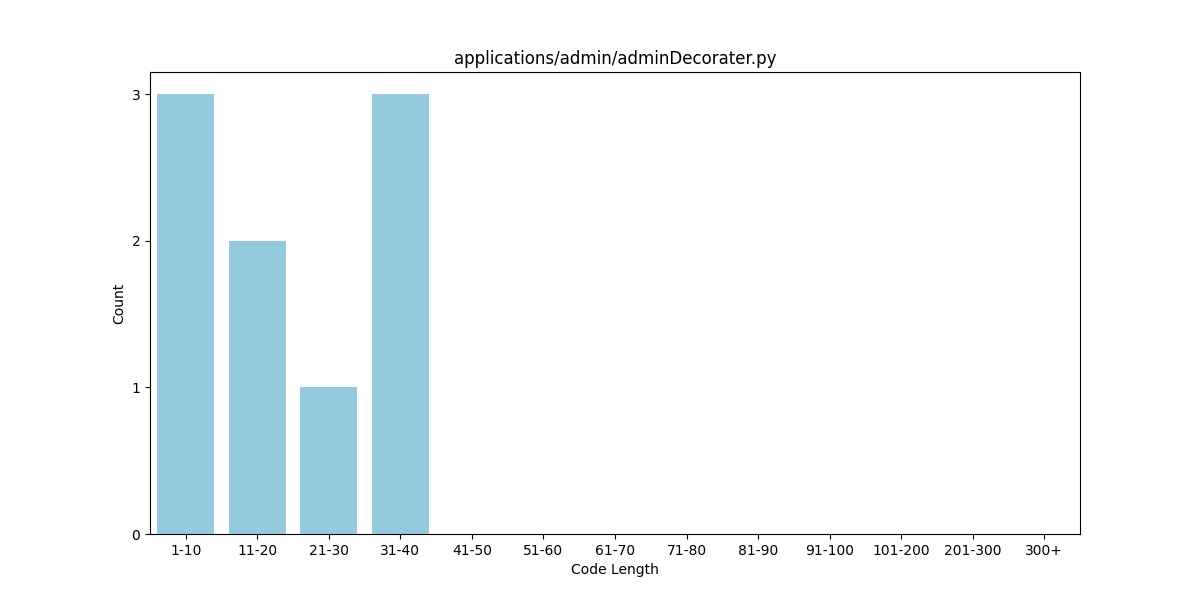 applications/admin/adminDecorater.py
3
2
1
0
Count
1-10 11-20 21-30 31-40 41-50 51-60 61-70 71-80 81-90 91-100 101-200 201-300 300+
Code Length